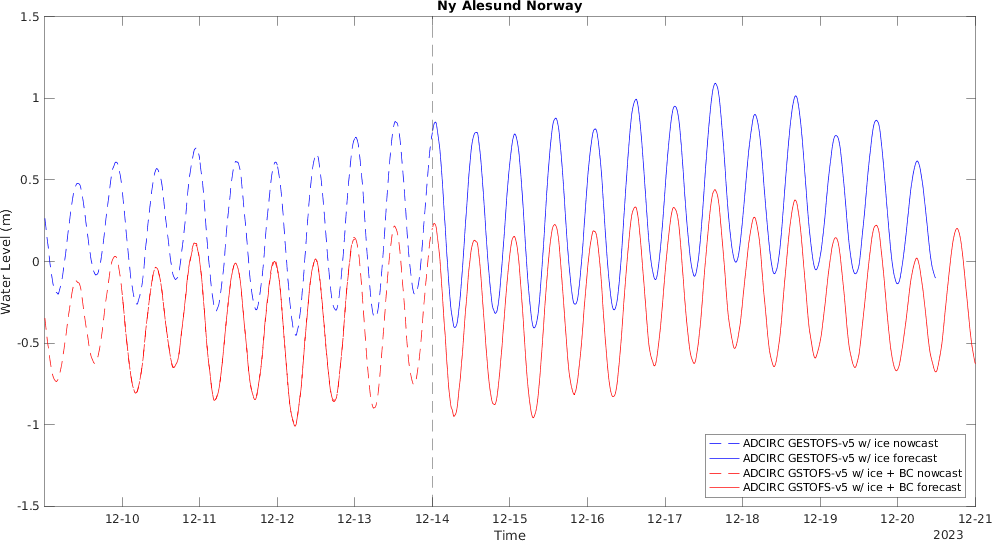 Ny Alesund Norway
1.5
1
0.5
0
-0.5
-1
-1.5
Water Level (m)
12-10 12-11 12-12 12-13 12-14 12-15 12-16 12-17 12-18 12-19 12-20 12-21
Time
2023
ADCIRC GESTOFS-v5 w/ ice nowcast
ADCIRC GESTOFS-v5 w/ ice forecast
ADCIRC GSTOFS-v5 w/ ice + BC nowcast
ADCIRC GSTOFS-v5 w/ ice + BC forecast